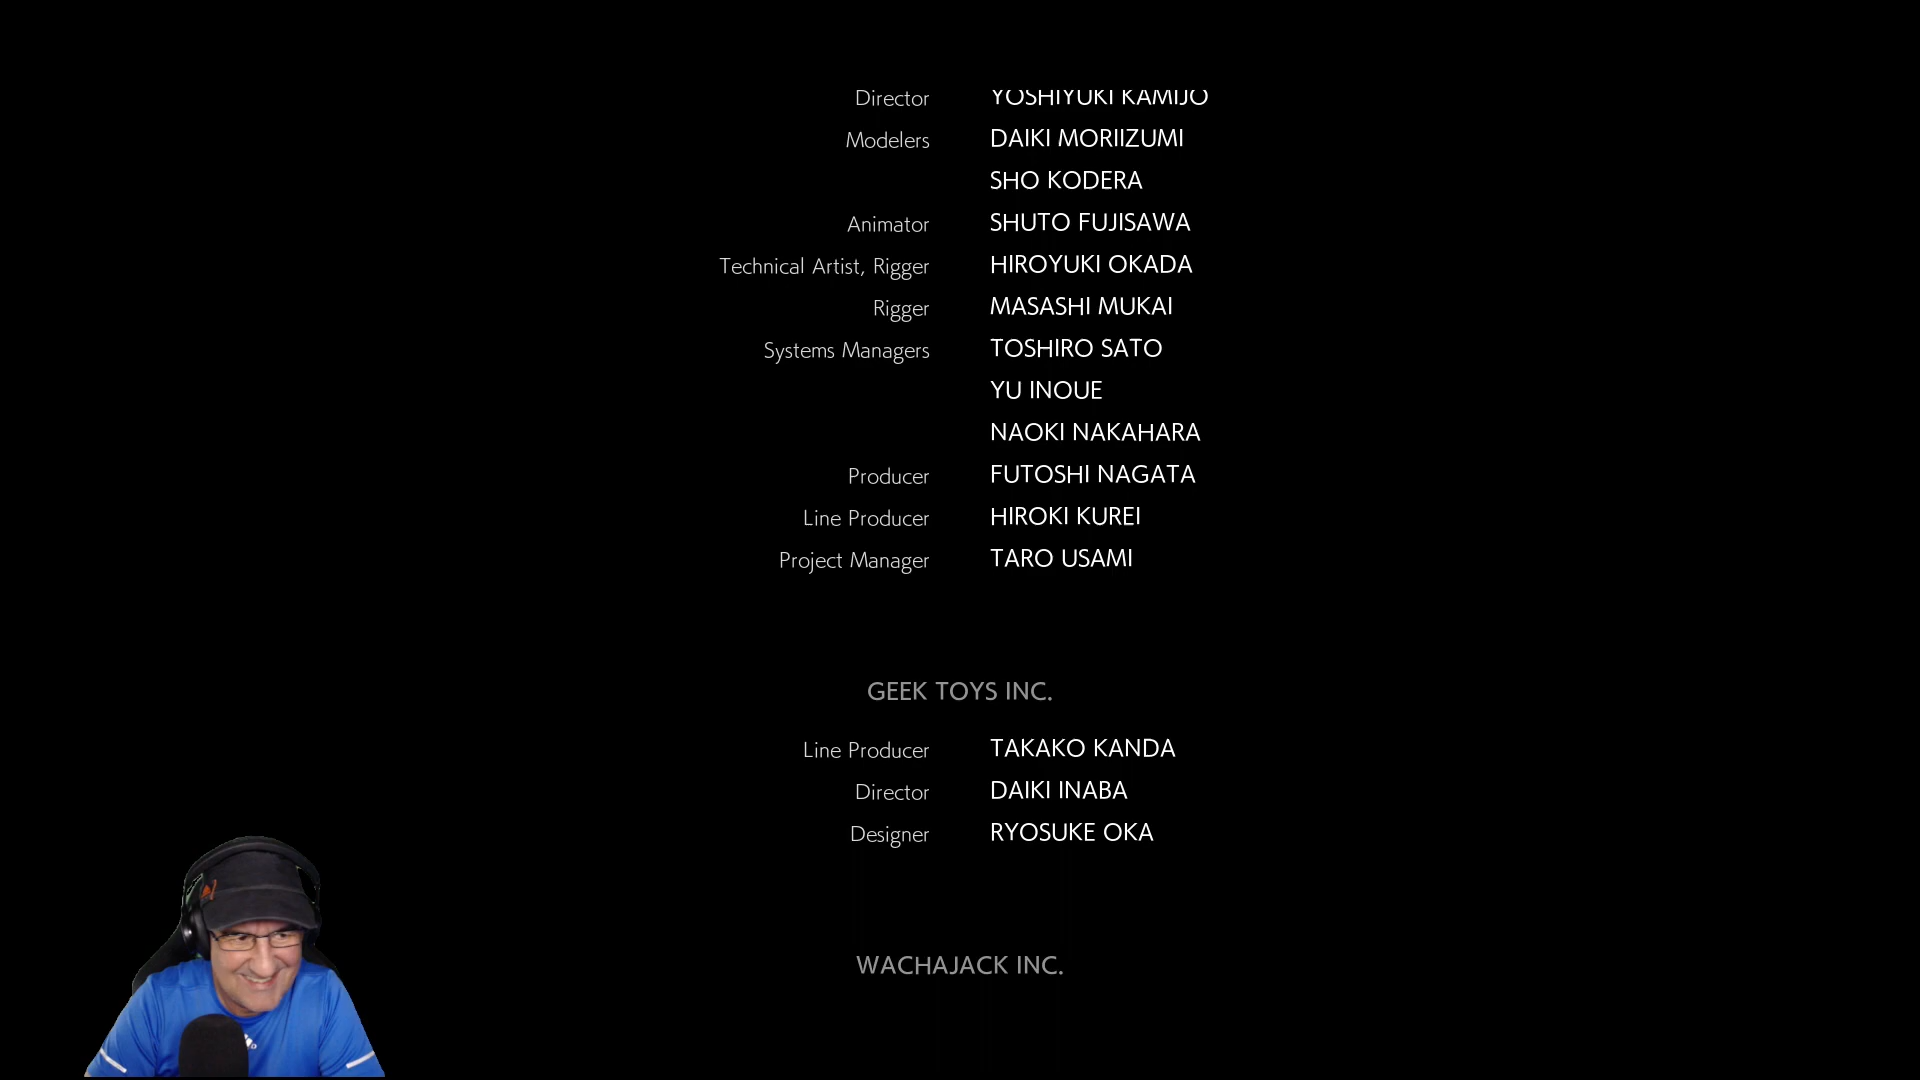 Director YOSHIYUKI KAMIJO
Modelers DAIKI MORIIZUMI
SHO KODERA
Animator SHUTO FUJISAWA
Technical Artist, Rigger HIROYUKI OKADA
Rigger MASASHI MUKAI
Systems Managers TOSHIRO SATO
YU INOUE
NAOKI NAKAHARA
Producer FUTOSHI NAGATA
Line Producer HIROKI KUREI
Project Manager TARO USAMI
GEEK TOYS INC.
Line Producer TAKAKO KANDA
Director DAIKI INABA
Designer RYOSUKE OKA
WACHAJACK INC.